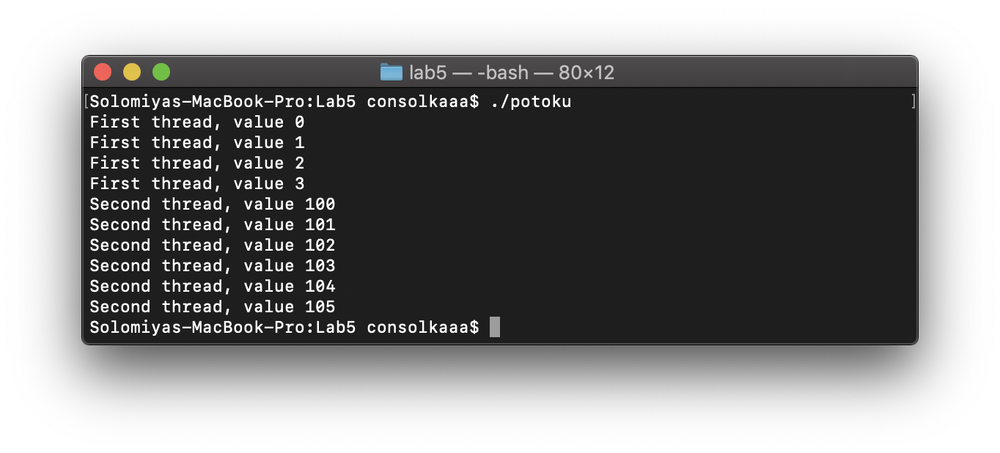 lab5 — -bash — 80×12
[Solomiyas-MacBook-Pro:Lab5 consolkaaa$ ./potoku ]
First thread, value 0
First thread, value 1
First thread, value 2
First thread, value 3
Second thread, value 100
Second thread, value 101
Second thread, value 102
Second thread, value 103
Second thread, value 104
Second thread, value 105
Solomiyas-MacBook-Pro:Lab5 consolkaaa$